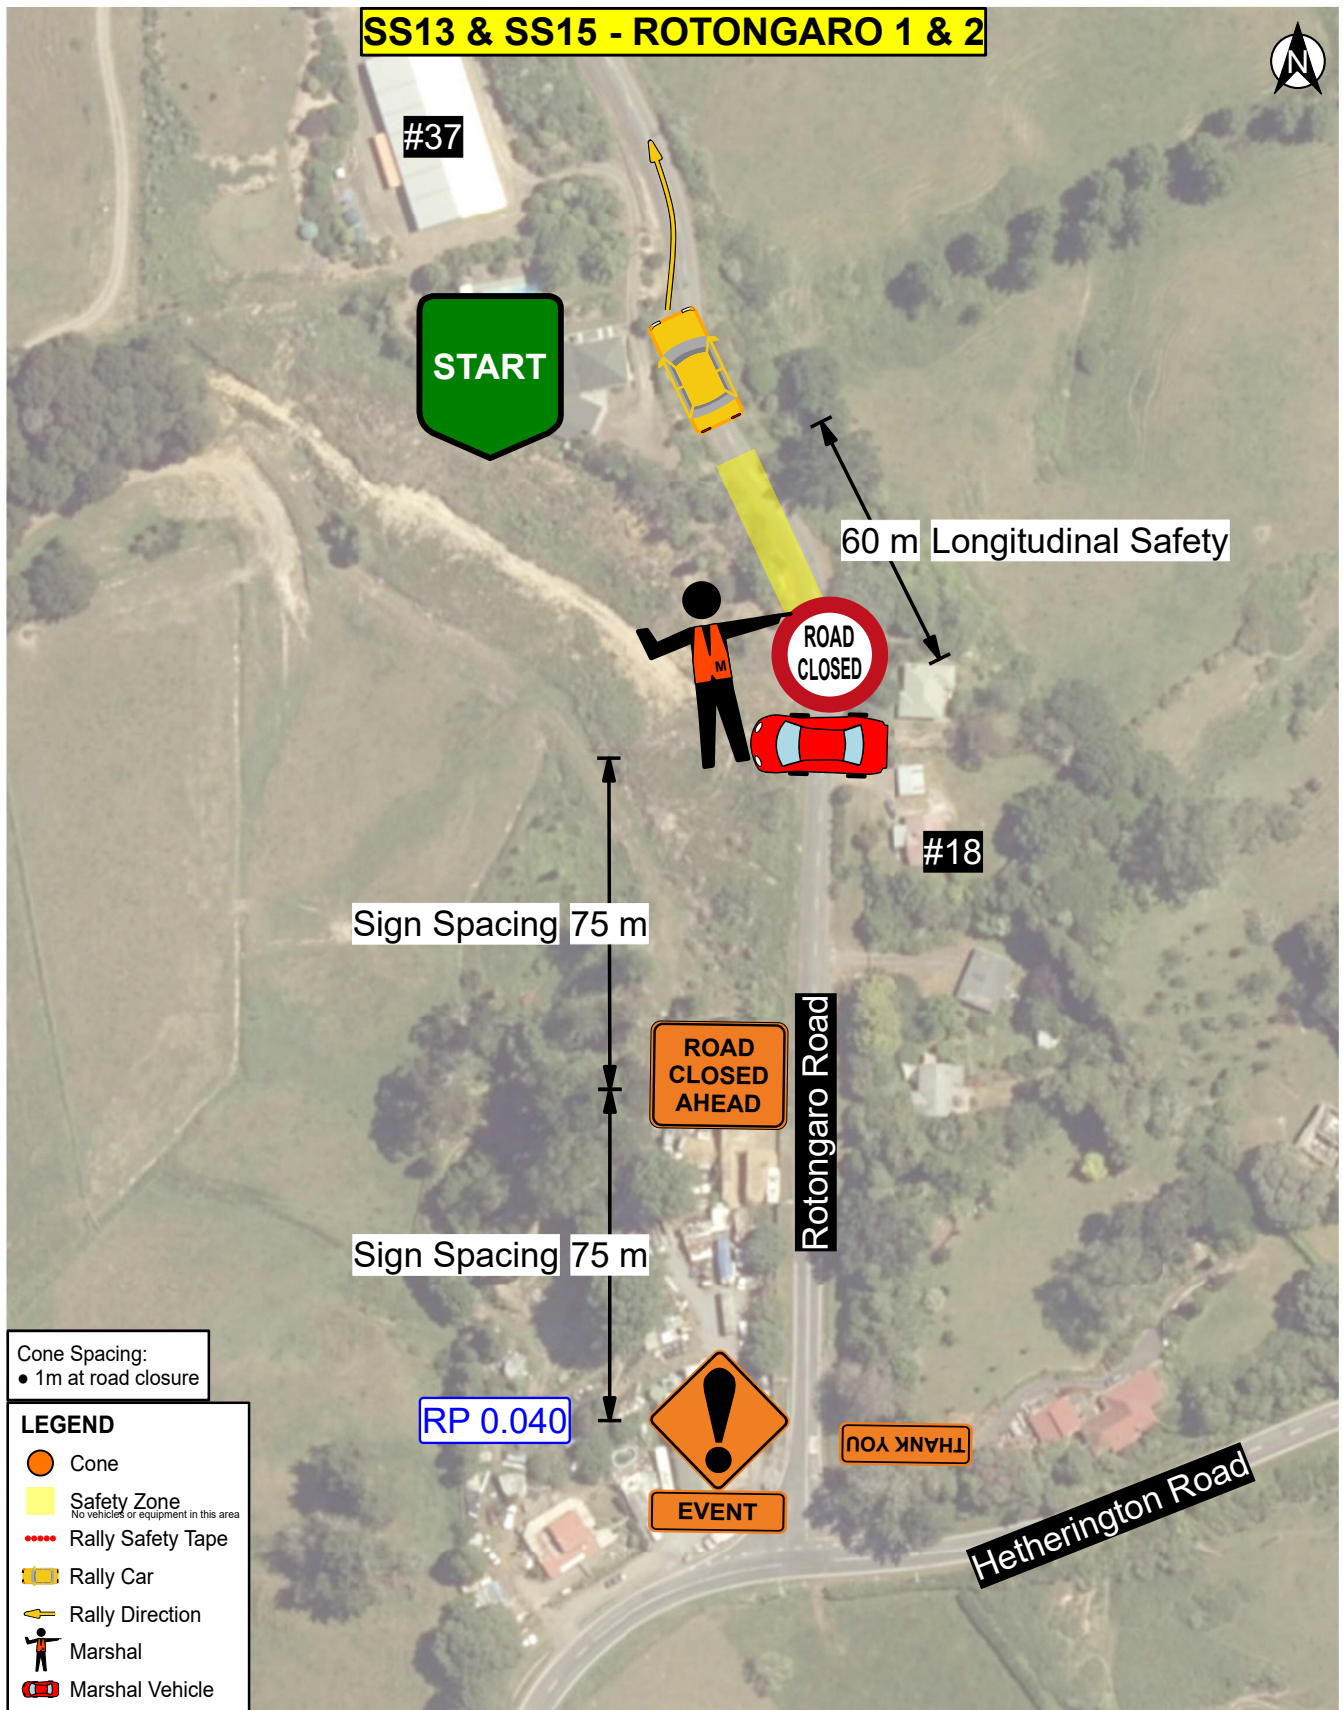 SS13 & SS15 - ROTONGARO 1 & 2
N
#37
START
60 m Longitudinal Safety
ROAD
CLOSED
M
#18
Sign Spacing 75 m
ROAD
CLOSED
AHEAD
Rotongaro Road
Sign Spacing 75 m
Cone Spacing:
● 1m at road closure
RP 0.040
THANK YOU
EVENT
Hetherington Road
LEGEND
Cone
Safety Zone
No vehicles or equipment in this area
Rally Safety Tape
Rally Car
Rally Direction
Marshal
Marshal Vehicle